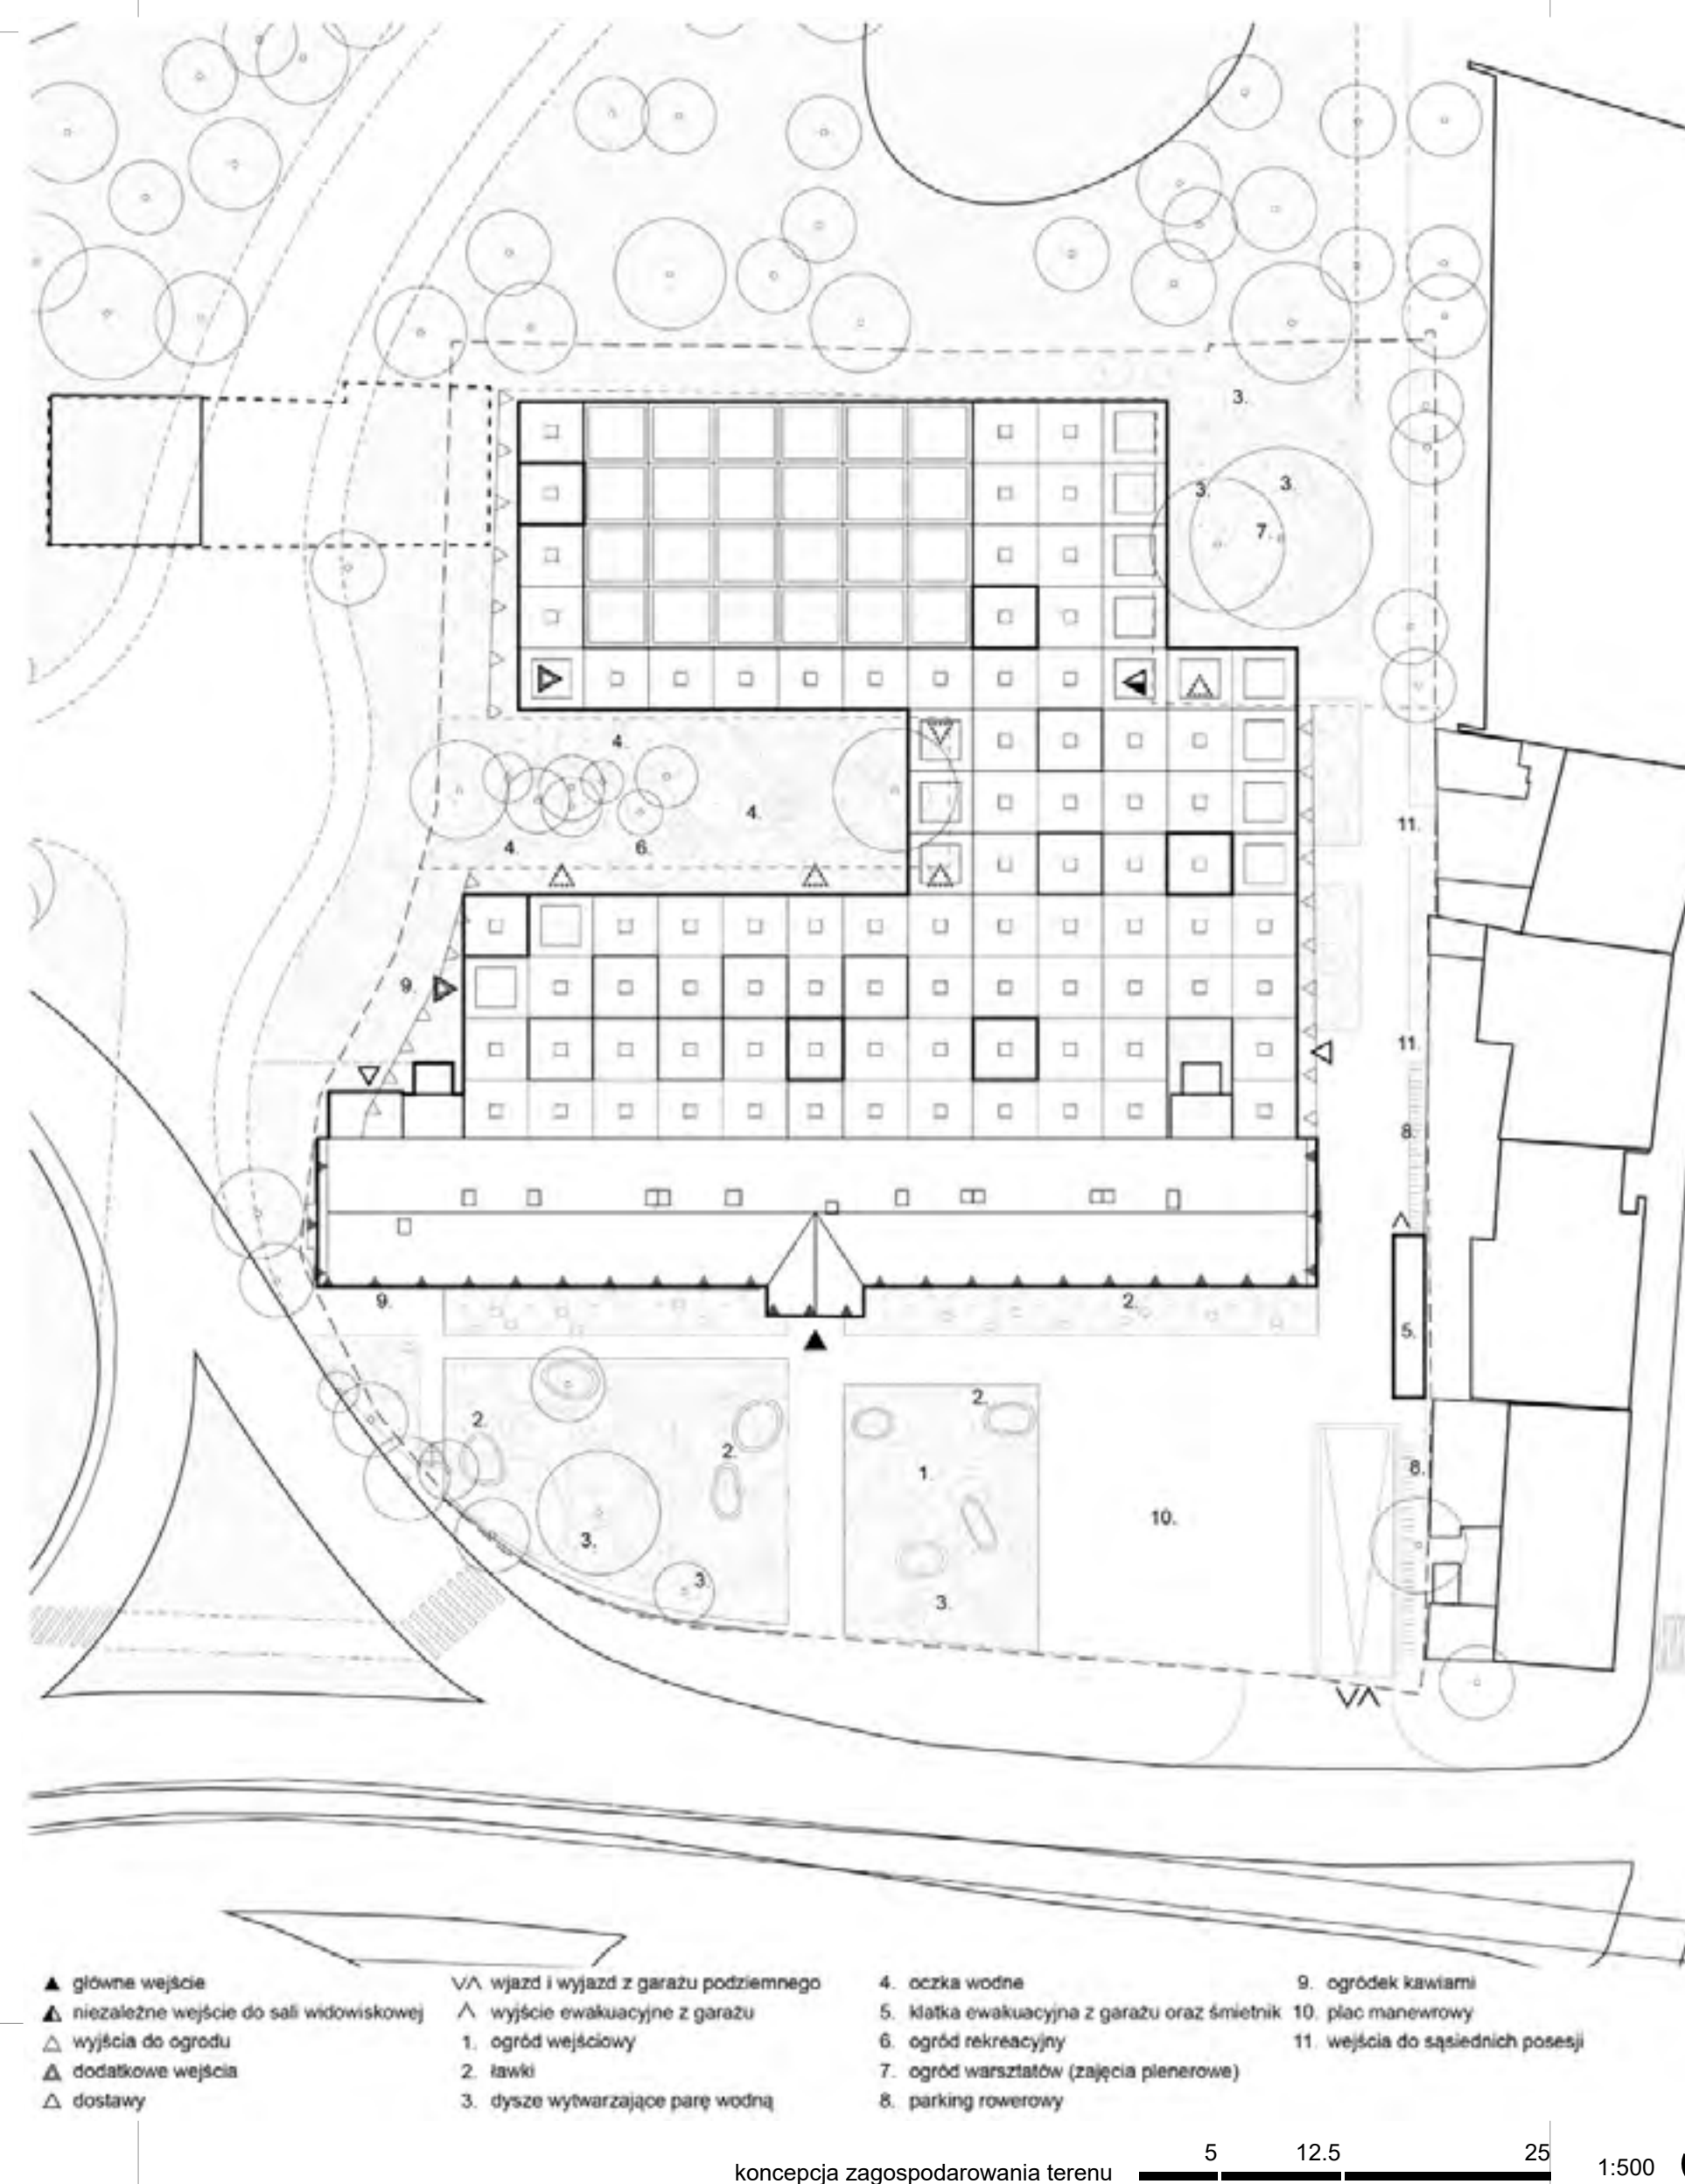 3.
3.
3.
7.
4.
4.
11.
4.
6.
9.
11.
8.
9.
2.
5.
2.
2.
2.
1.
8.
10.
3.
3.
3.
główne wejście
niezależne wejście do sali widowiskowej
wyjścia do ogrodu
dodatkowe wejścia
dostawy
wjazd i wyjazd z garażu podziemnego
wyjście ewakuacyjne z garażu
1. ogród wejściowy
2. ławki
3. dysze wytwarzające parę wodną
4. oczka wodne
5. klatka ewakuacyjna z garażu oraz śmietnik
6. ogród rekreacyjny
7. ogród warsztatów (zajęcia plenerowe)
8. parking rowerowy
9. ogródek kawiarni
10. plac manewrowy
11. wejścia do sąsiednich posesji
koncepcja zagospodarowania terenu
5 12.5 25
1:500